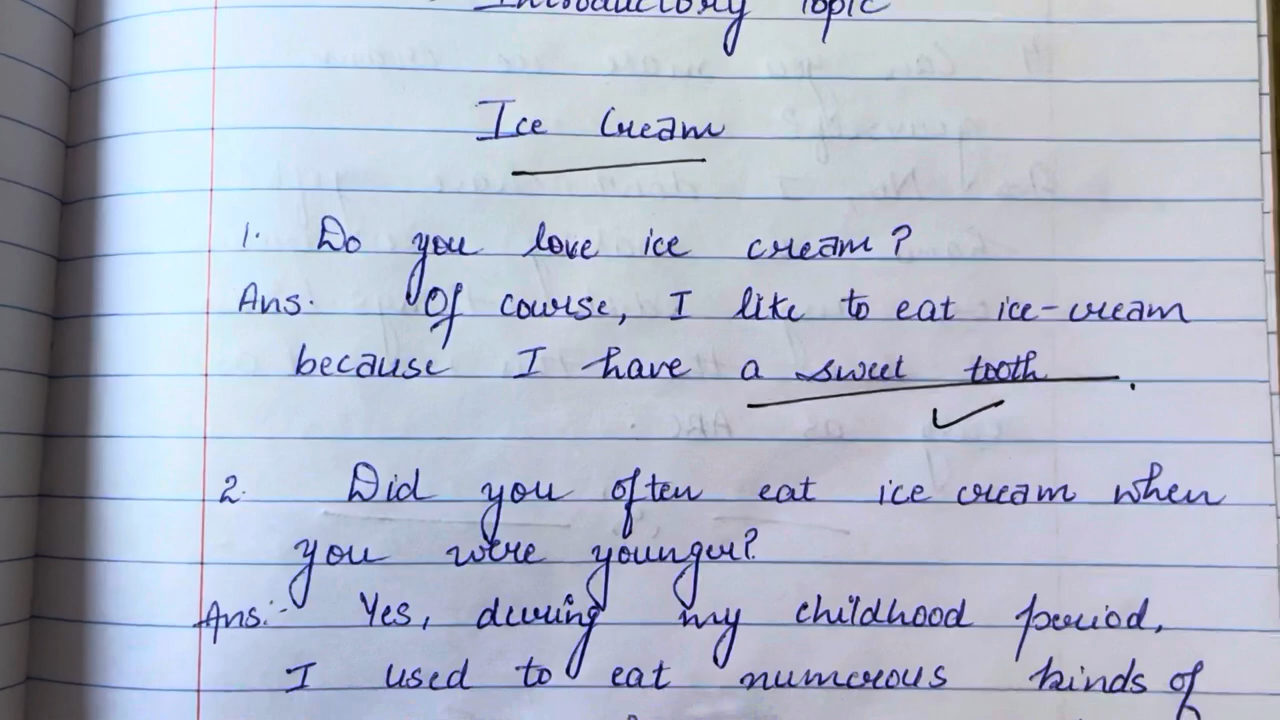 Introductory Topic
Ice Cream
1. Do you love ice cream?
Ans. Of course, I like to eat ice-cream
because I have a sweet tooth.
2. Did you often eat ice cream when
you were younger?
Ans:- Yes, during my childhood period,
I used to eat numerous kinds of